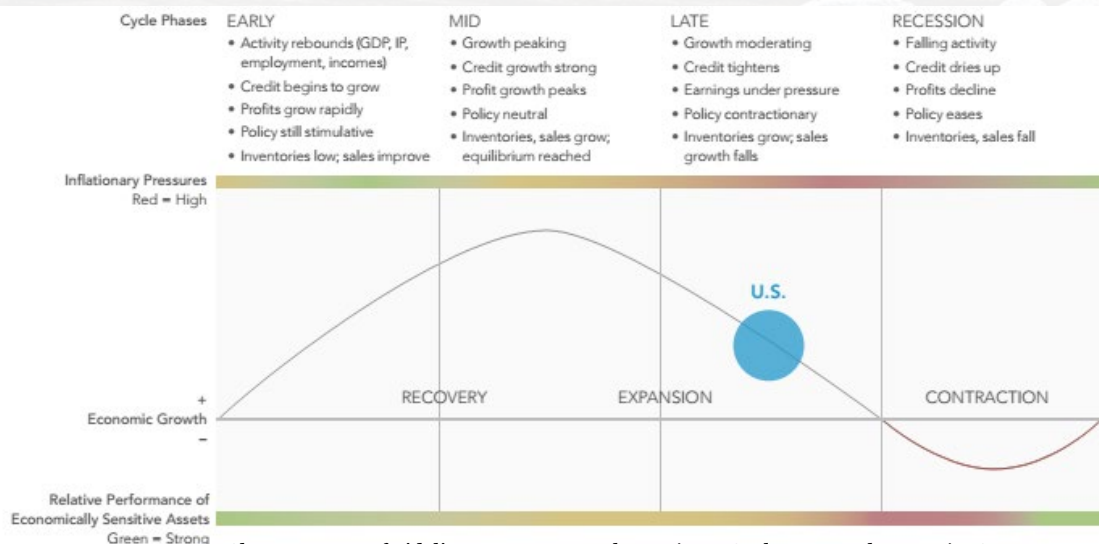 Cycle Phases
EARLY
• Activity rebounds (GDP, IP,
employment, incomes)
• Credit begins to grow
• Profits grow rapidly
• Policy still stimulative
• Inventories low; sales improve
MID
• Growth peaking
• Credit growth strong
• Profit growth peaks
• Policy neutral
• Inventories, sales grow;
equilibrium reached
LATE
• Growth moderating
• Credit tightens
• Earnings under pressure
• Policy contractionary
• Inventories grow; sales
growth falls
RECESSION
• Falling activity
• Credit dries up
• Profits decline
• Policy eases
• Inventories, sales fall
Inflationary Pressures
Red = High
U.S.
RECOVERY
EXPANSION
CONTRACTION
+
Economic Growth
–
Relative Performance of
Economically Sensitive Assets
Green = Strong